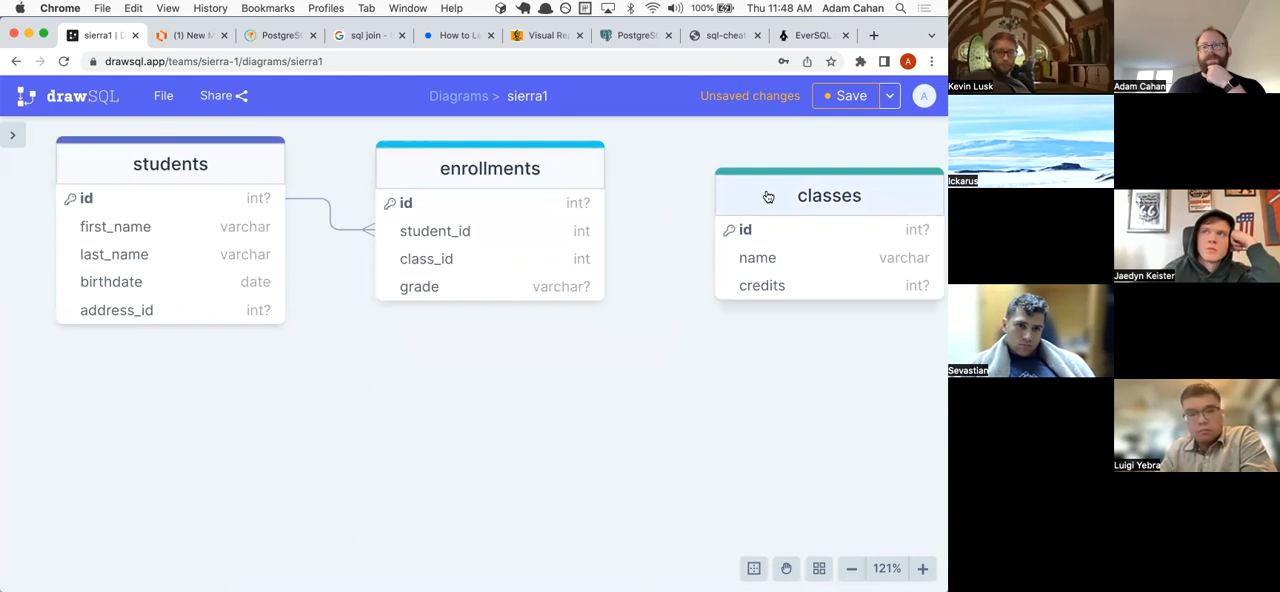 Chrome File Edit View History Bookmarks Profiles Tab Window Help 100% Thu 11:48 AM Adam Cahan
sierra1 | D (1) New M PostgreS sql join - G How to Le Visual Re PostgreS sql-cheat EverSQL
drawsql.app/teams/sierra-1/diagrams/sierra1 A
drawSQL File Share Diagrams > sierra1 Unsaved changes Save A
students
id int?
first_name varchar
last_name varchar
birthdate date
address_id int?
enrollments
id int?
student_id int
class_id int
grade varchar?
classes
id int?
name varchar
credits int?
121%
Kevin Lusk
Adam Cahan
Ickarus
Jaedyn Keister
Sevastian
Luigi Yebra